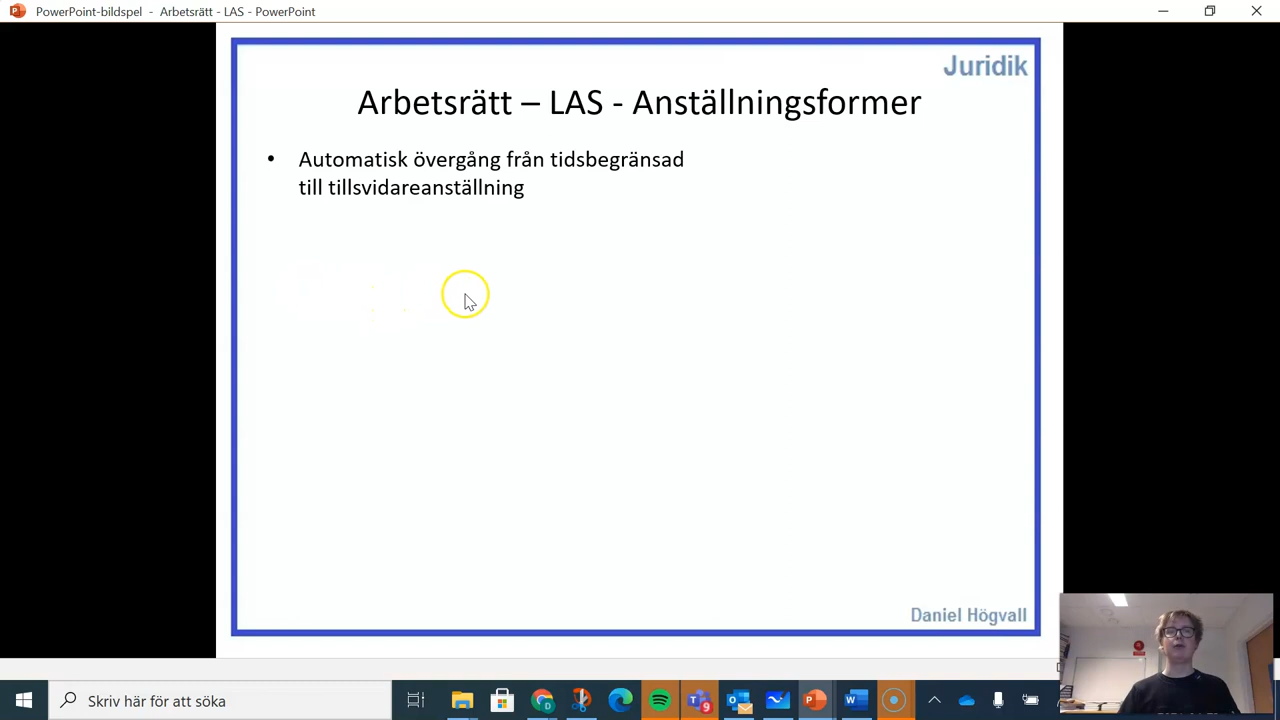 PowerPoint-bildspel - Arbetsrätt - LAS - PowerPoint
Juridik
Arbetsrätt – LAS - Anställningsformer
• Automatisk övergång från tidsbegränsad
till tillsvidareanställning
Daniel Högvall
Skriv här för att söka
9